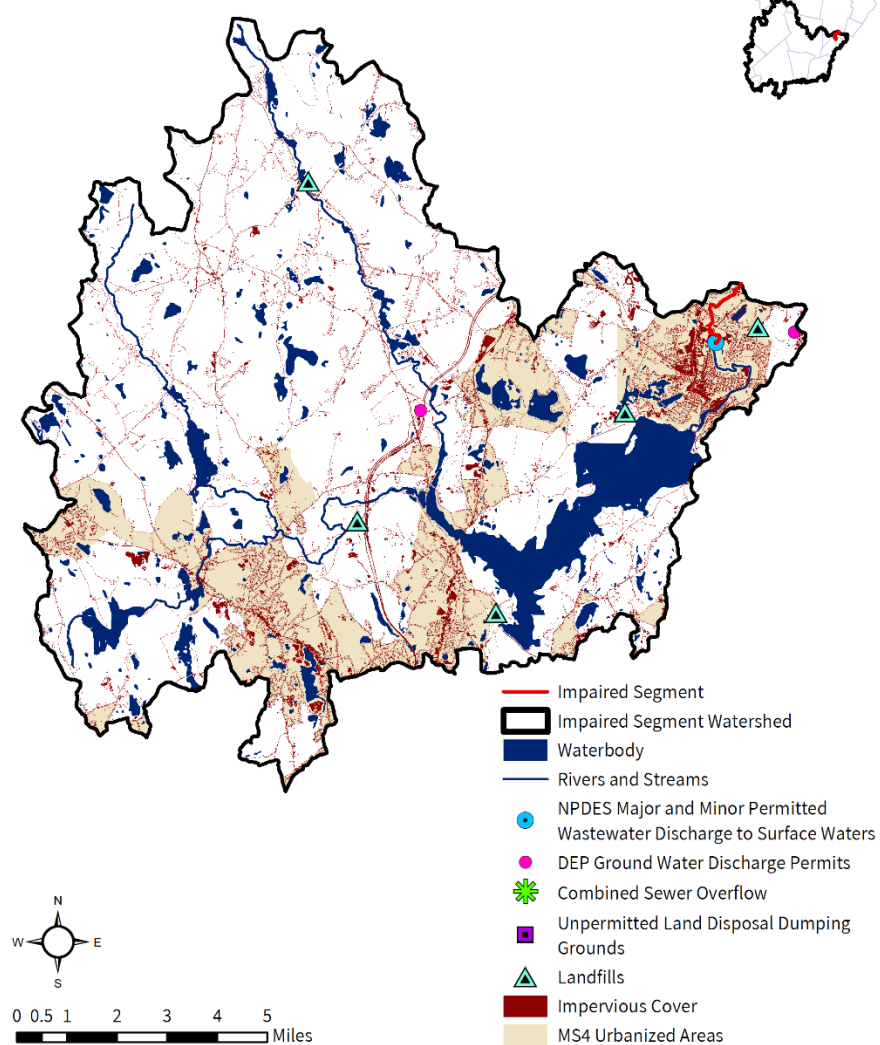 Impaired Segment
Impaired Segment Watershed
Waterbody
Rivers and Streams
NPDES Major and Minor Permitted
Wastewater Discharge to Surface Waters
DEP Ground Water Discharge Permits
Combined Sewer Overflow
Unpermitted Land Disposal Dumping
Grounds
Landfills
Impervious Cover
MS4 Urbanized Areas
N
W E
S
0 0.5 1 2 3 4 5
Miles